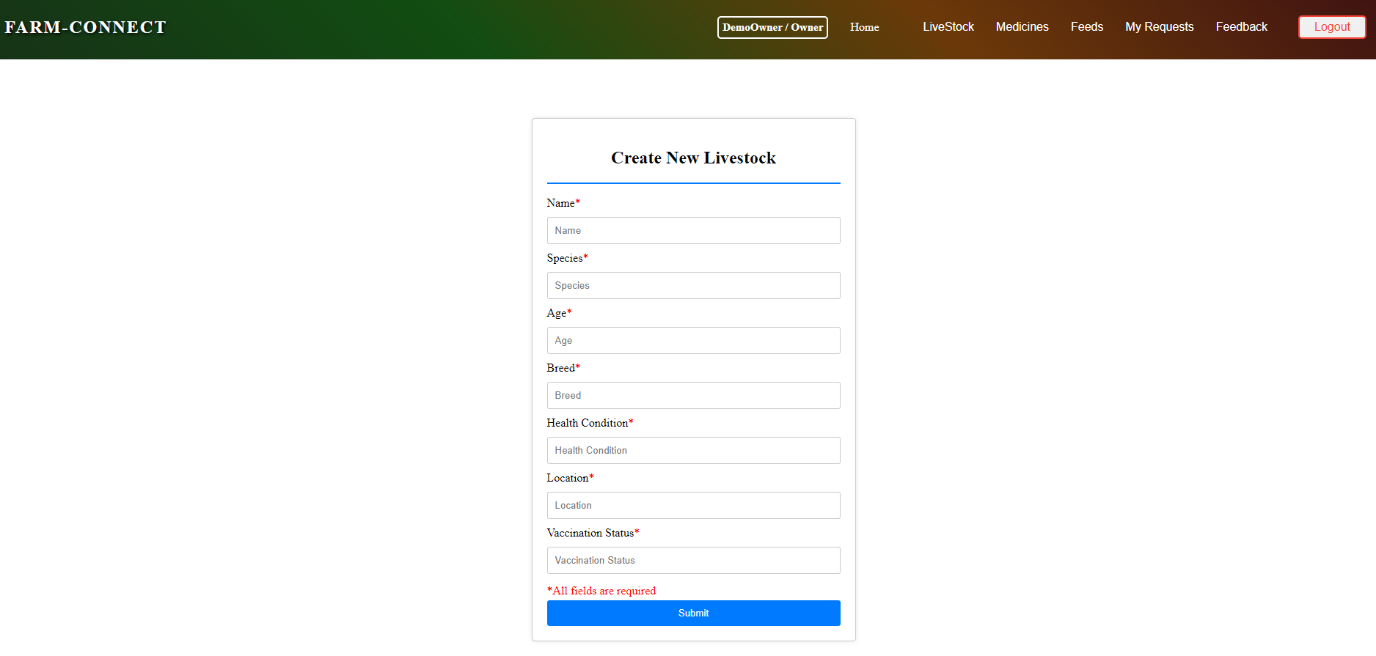 FARM-CONNECT
DemoOwner / Owner Home LiveStock Medicines Feeds My Requests Feedback Logout
Create New Livestock
Name*
Name
Species*
Species
Age*
Age
Breed*
Breed
Health Condition*
Health Condition
Location*
Location
Vaccination Status*
Vaccination Status
*All fields are required
Submit